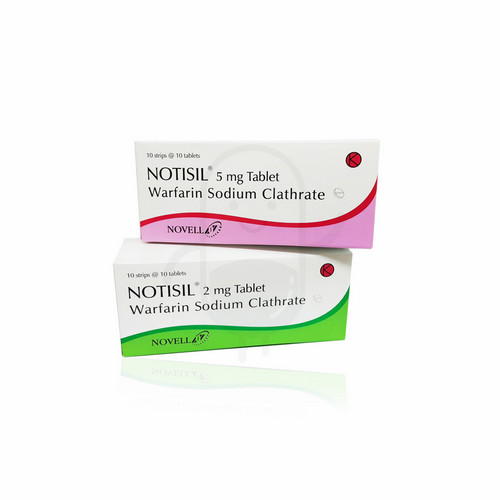 10 strips @ 10 tablets
NOTISIL® 5 mg Tablet
Warfarin Sodium Clathrate
NOVELL
K
10 strips @ 10 tablets
NOTISIL® 2 mg Tablet
Warfarin Sodium Clathrate
NOVELL
K